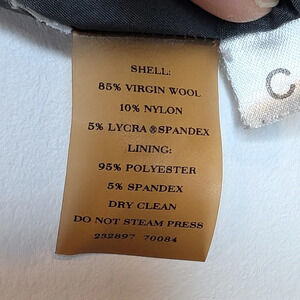 SHELL:
85% VIRGIN WOOL
10% NYLON
5% LYCRA ® SPANDEX
LINING:
95% POLYESTER
5% SPANDEX
DRY CLEAN
DO NOT STEAM PRESS
232897 70084
C